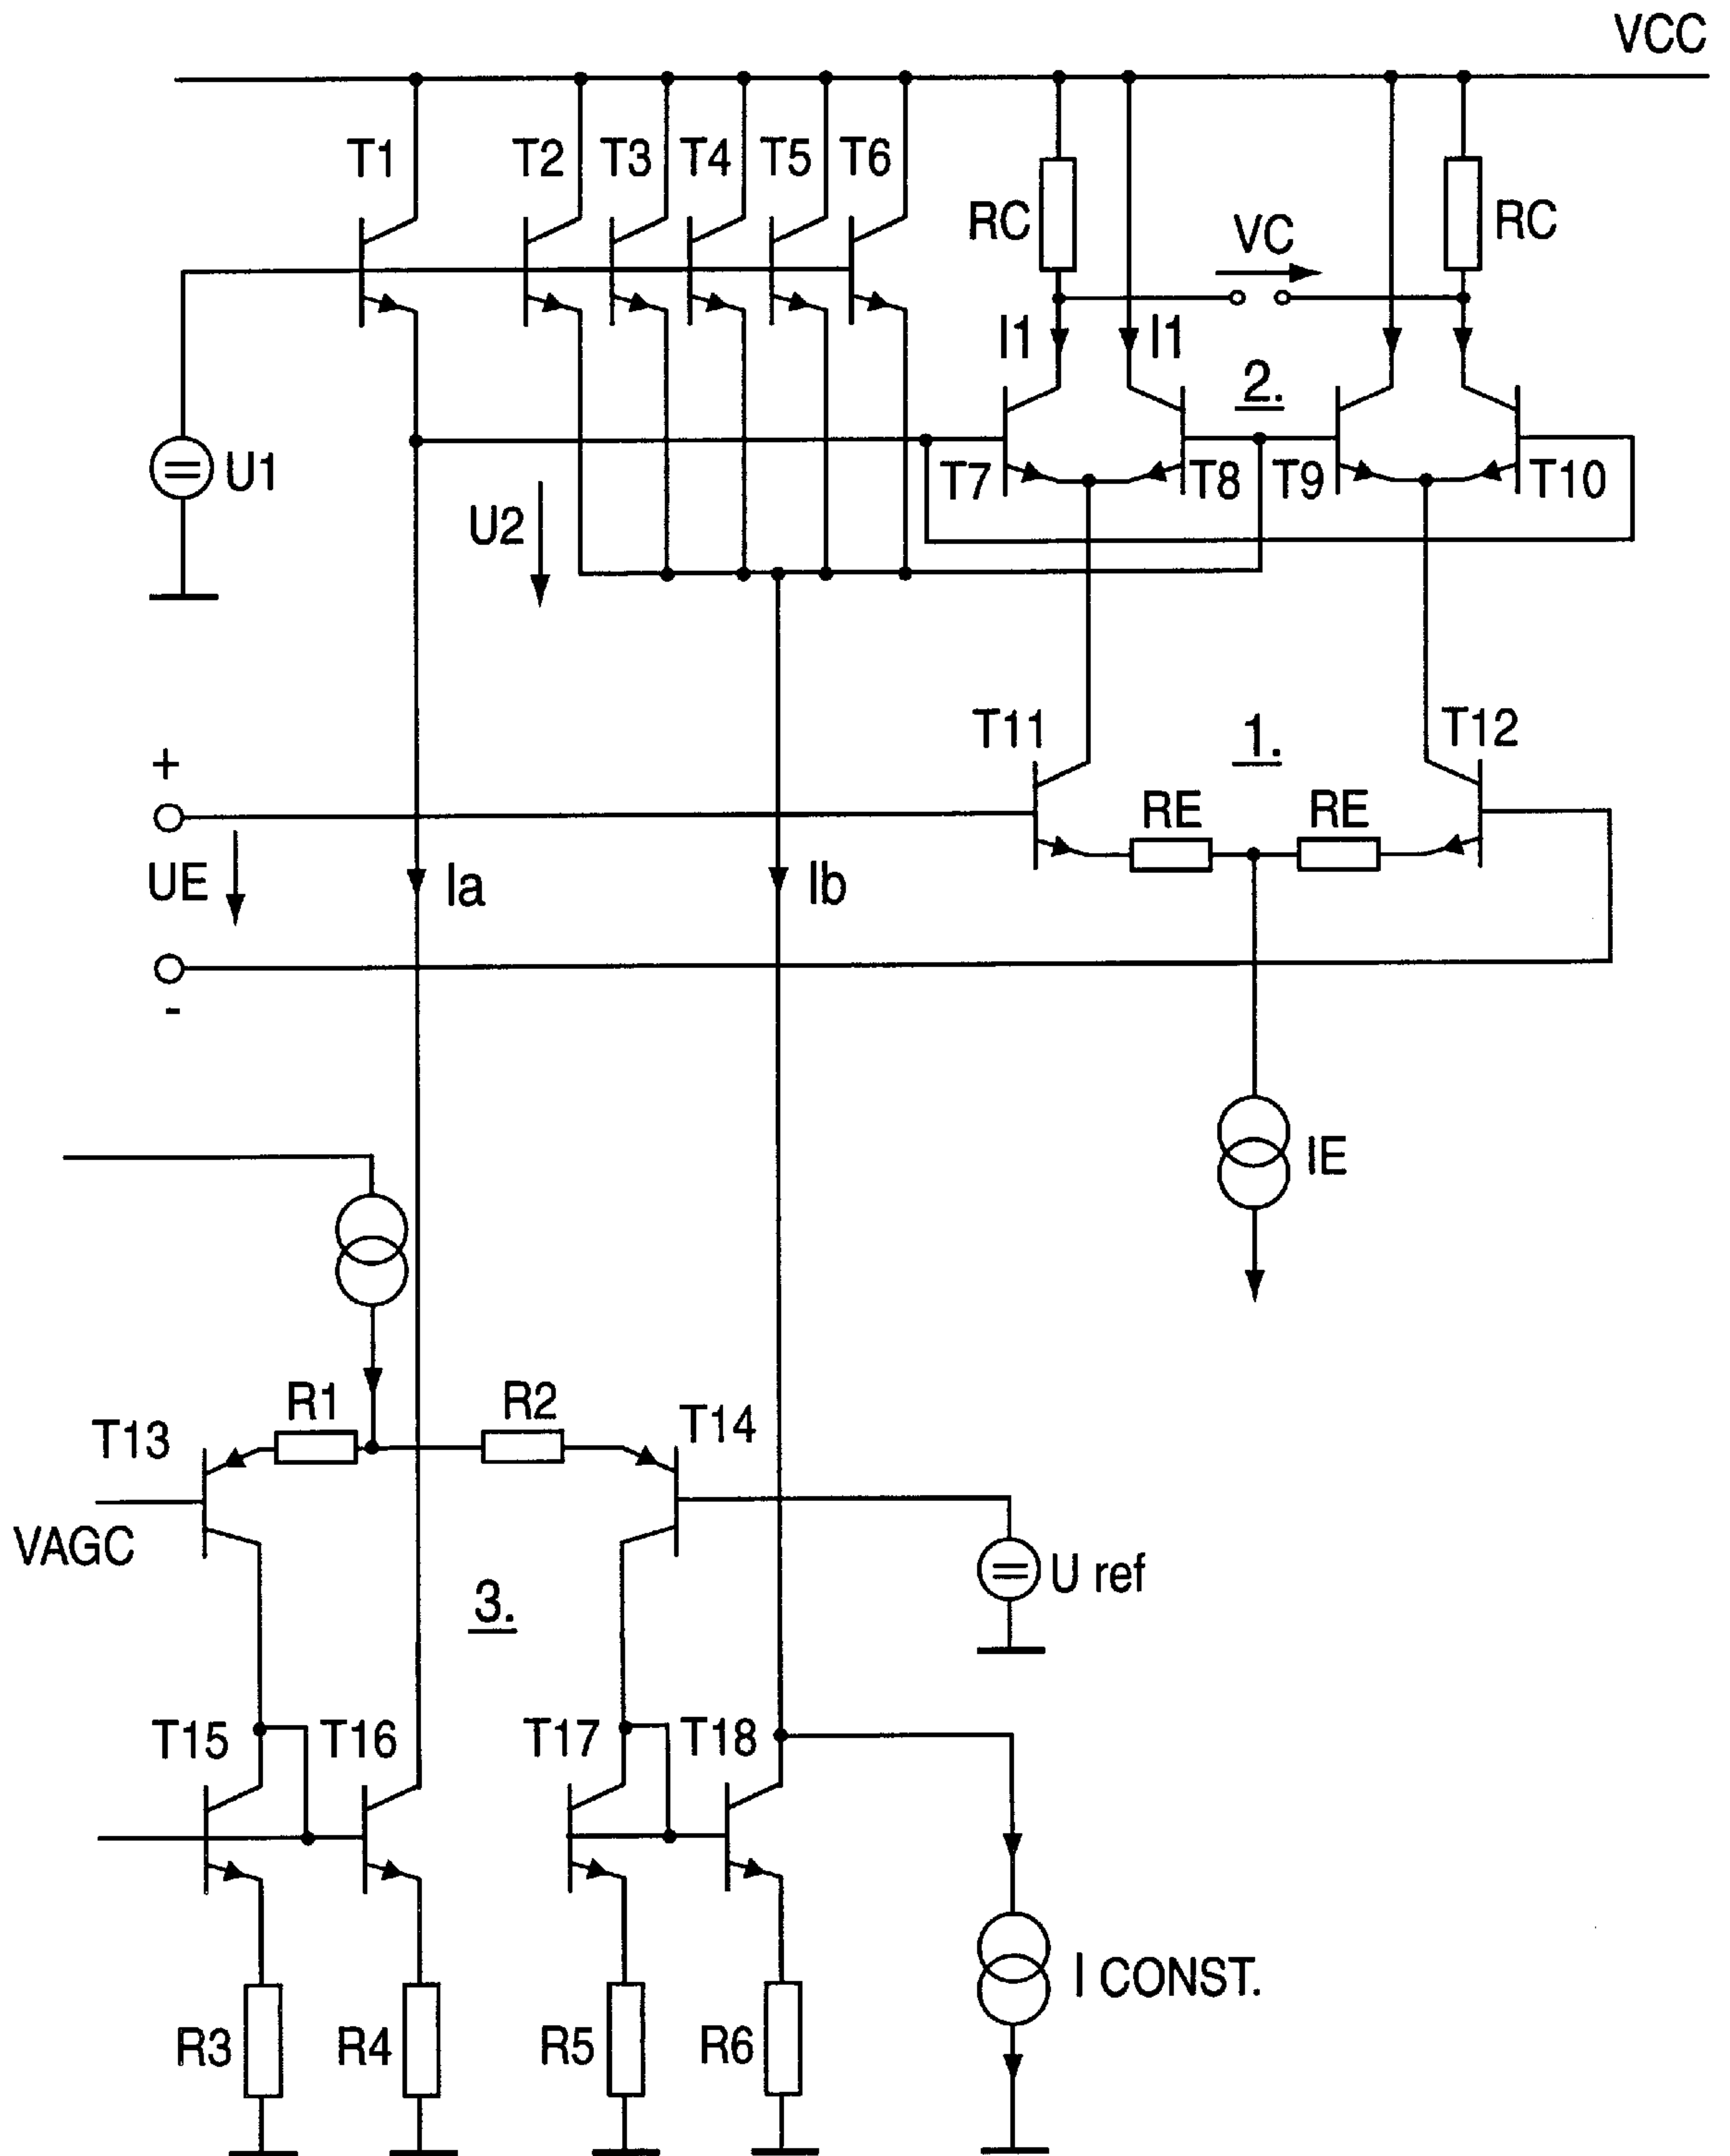 VCC
T1
T2
T3
T4
T5
T6
RC
VC
RC
I1
I1
2.
U1
U2
T7
T8
T9
T10
T11
1.
T12
+
RE
RE
UE
Ia
Ib
-
IE
R1
R2
T13
T14
VAGC
U ref
3.
T15
T16
T17
T18
I CONST.
R3
R4
R5
R6